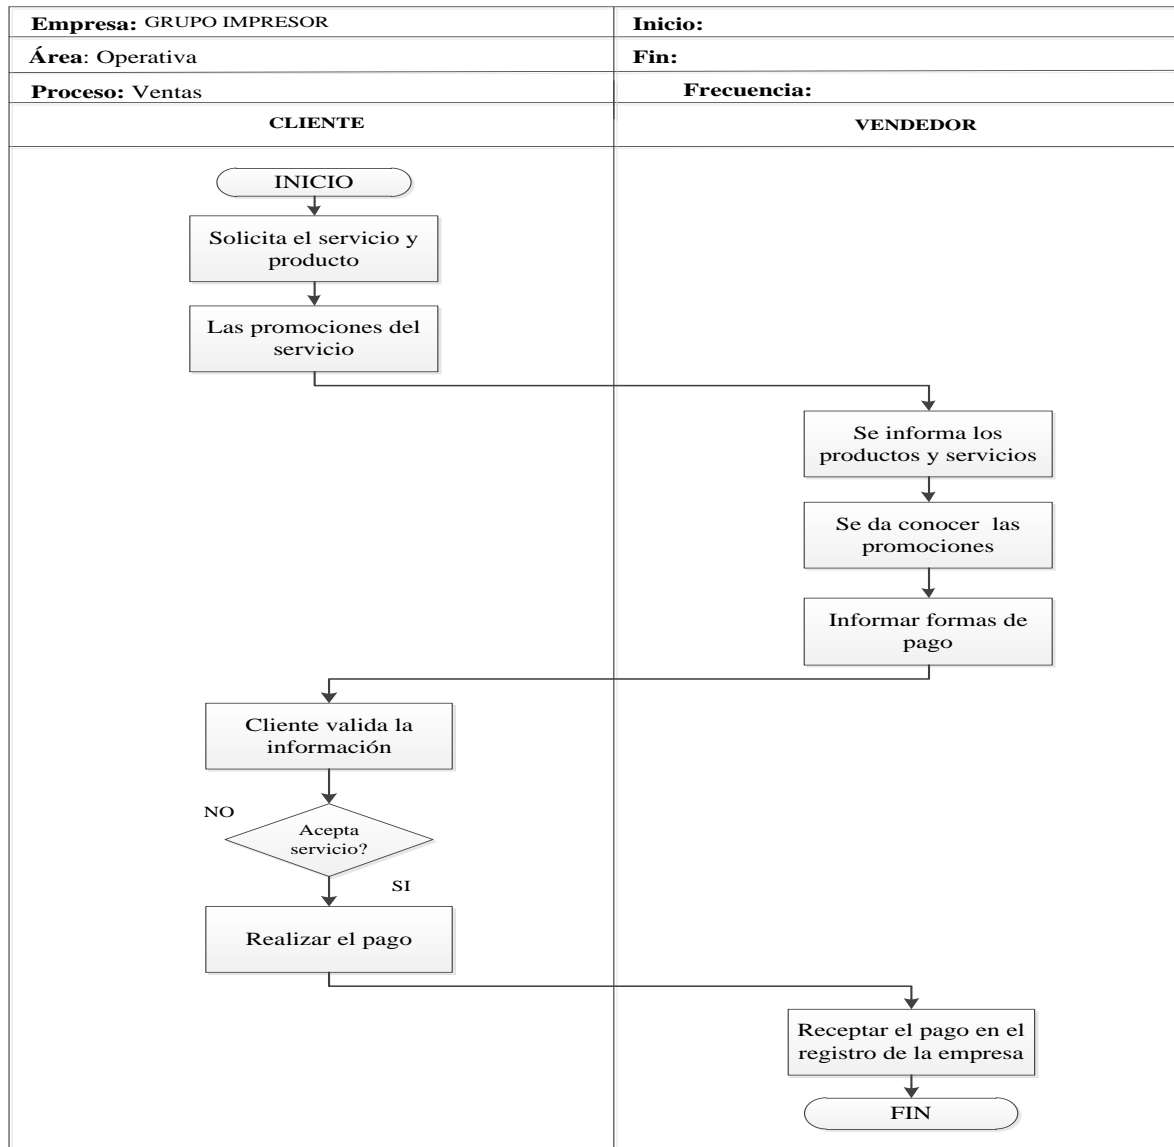 Empresa: GRUPO IMPRESOR
Inicio:
Área: Operativa
Fin:
Proceso: Ventas
Frecuencia:
CLIENTE
VENDEDOR
INICIO
Solicita el servicio y
producto
Las promociones del
servicio
Se informa los
productos y servicios
Se da conocer las
promociones
Informar formas de
pago
Cliente valida la
información
NO
Acepta
servicio?
SI
Realizar el pago
Receptar el pago en el
registro de la empresa
FIN